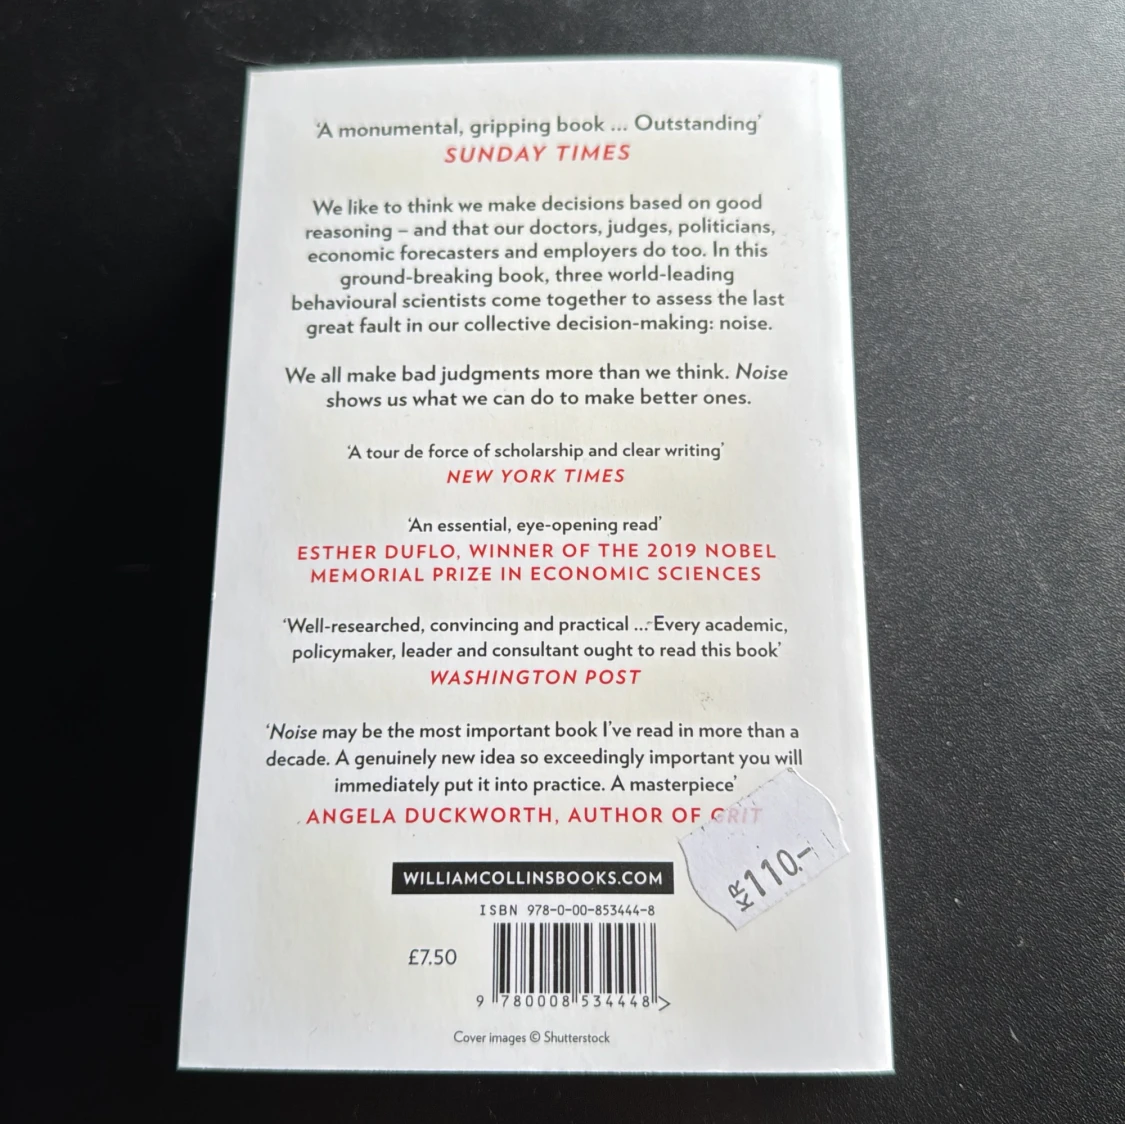 ‘A monumental, gripping book ... Outstanding’
SUNDAY TIMES
We like to think we make decisions based on good
reasoning – and that our doctors, judges, politicians,
economic forecasters and employers do too. In this
ground-breaking book, three world-leading
behavioural scientists come together to assess the last
great fault in our collective decision-making: noise.
We all make bad judgments more than we think. Noise
shows us what we can do to make better ones.
‘A tour de force of scholarship and clear writing’
NEW YORK TIMES
‘An essential, eye-opening read’
ESTHER DUFLO, WINNER OF THE 2019 NOBEL
MEMORIAL PRIZE IN ECONOMIC SCIENCES
‘Well-researched, convincing and practical ... Every academic,
policymaker, leader and consultant ought to read this book’
WASHINGTON POST
‘Noise may be the most important book I’ve read in more than a
decade. A genuinely new idea so exceedingly important you will
immediately put it into practice. A masterpiece’
ANGELA DUCKWORTH, AUTHOR OF GRIT
KR 110.-
WILLIAMCOLLINSBOOKS.COM
ISBN 978-0-00-853444-8
£7.50
9 780008 534448 >
Cover images © Shutterstock